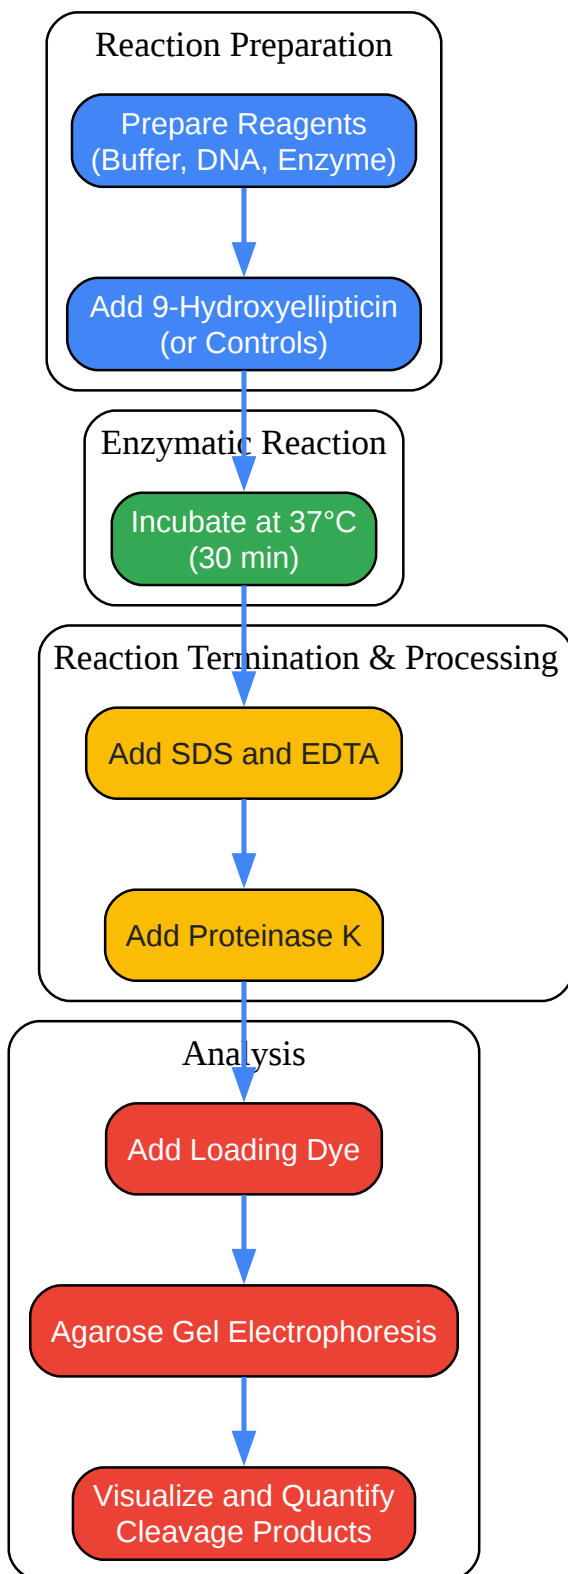 Reaction Preparation
Prepare Reagents
(Buffer, DNA, Enzyme)
Add 9-Hydroxyellipticin
(or Controls)
Enzymatic Reaction
Incubate at 37°C
(30 min)
Reaction Termination & Processing
Add SDS and EDTA
Add Proteinase K
Analysis
Add Loading Dye
Agarose Gel Electrophoresis
Visualize and Quantify
Cleavage Products